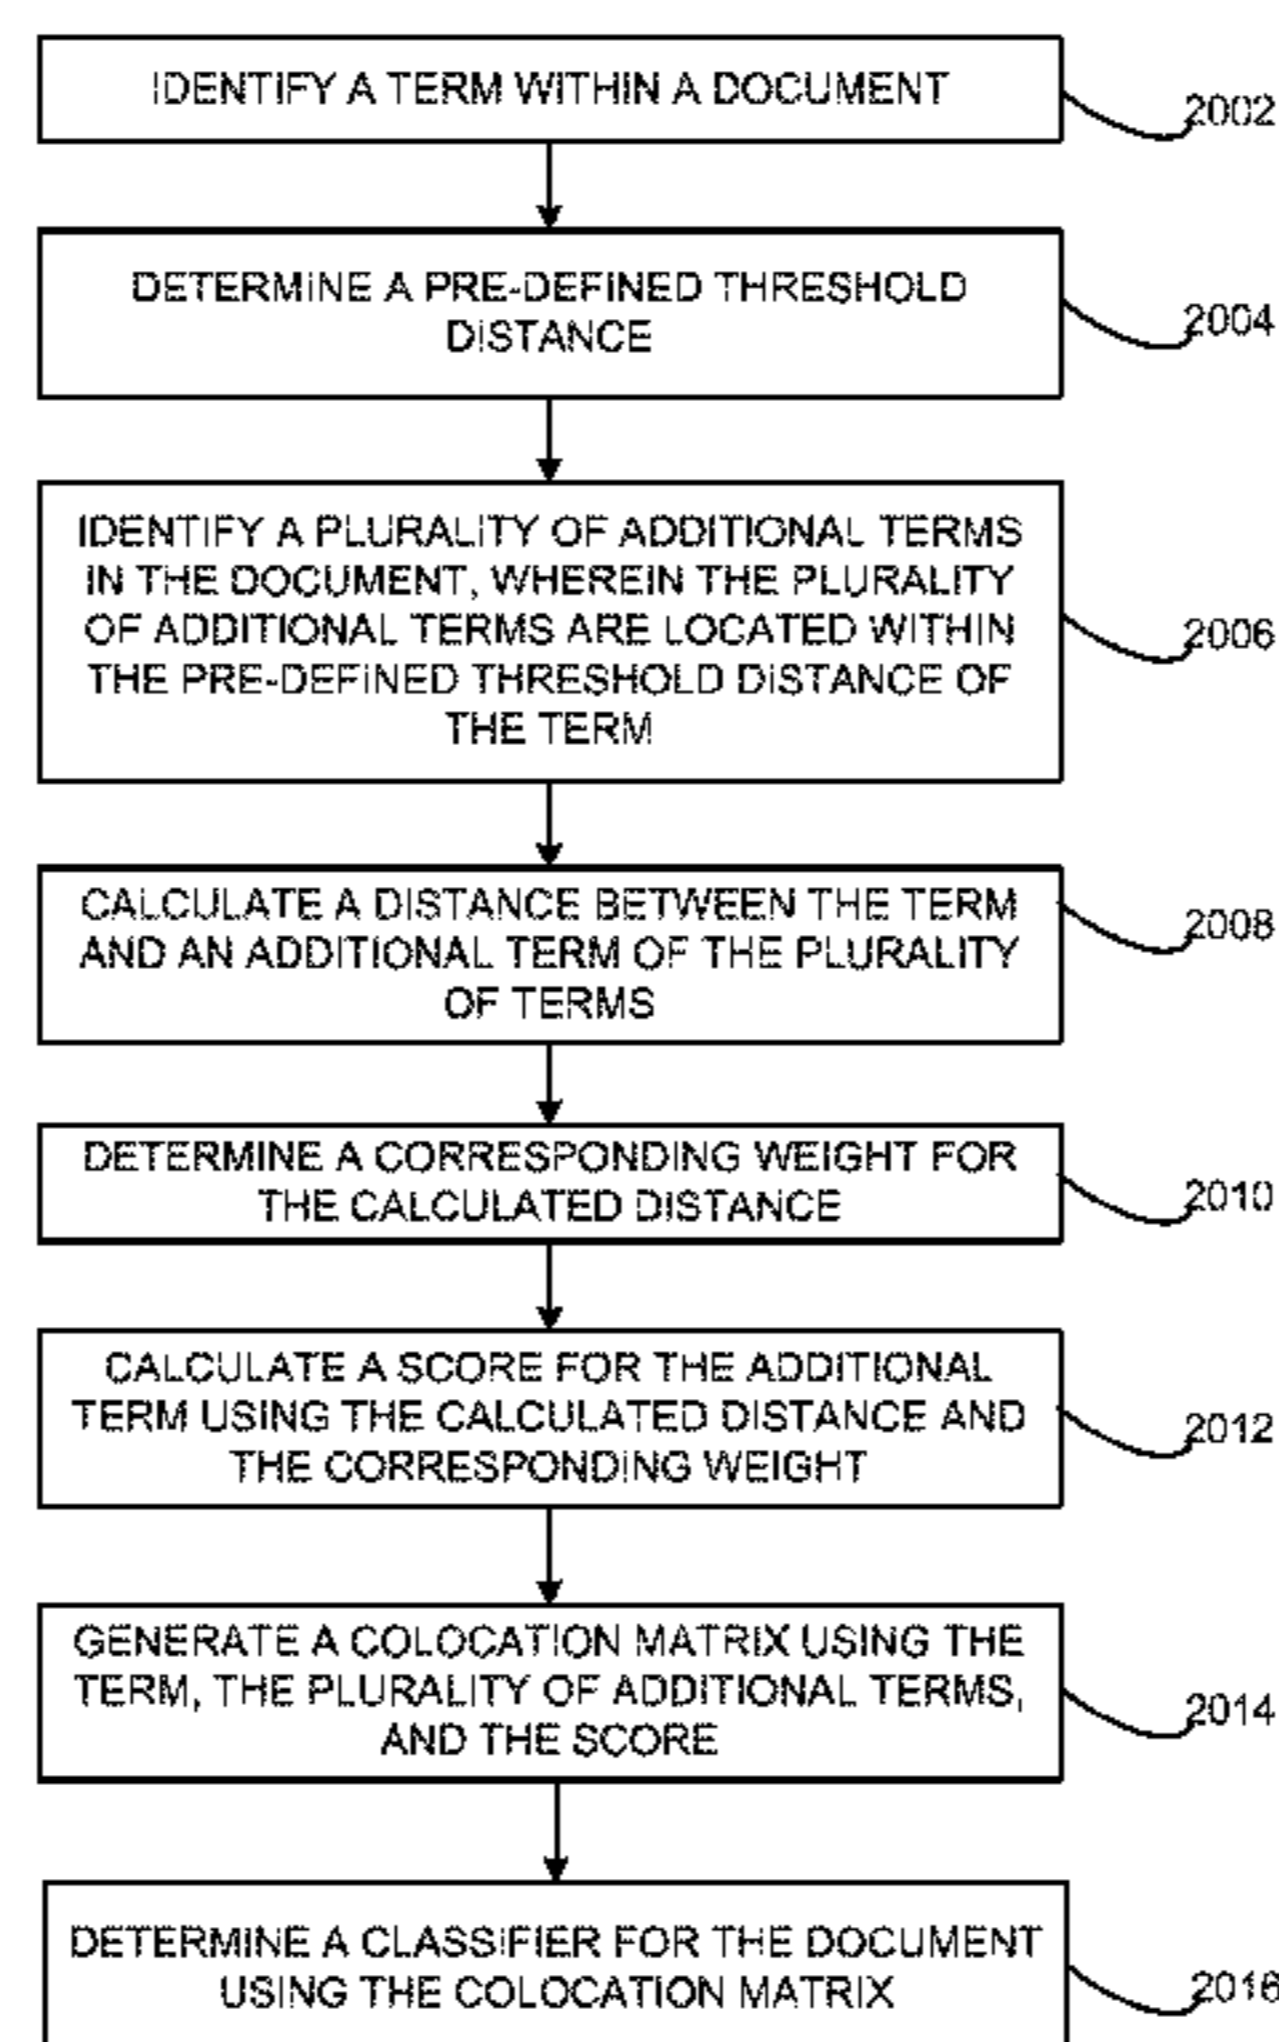 IDENTIFY A TERM WITHIN A DOCUMENT
2002
DETERMINE A PRE-DEFINED THRESHOLD
DISTANCE
2004
IDENTIFY A PLURALITY OF ADDITIONAL TERMS
IN THE DOCUMENT, WHEREIN THE PLURALITY
OF ADDITIONAL TERMS ARE LOCATED WITHIN
THE PRE-DEFINED THRESHOLD DISTANCE OF
THE TERM
2006
CALCULATE A DISTANCE BETWEEN THE TERM
AND AN ADDITIONAL TERM OF THE PLURALITY
OF TERMS
2008
DETERMINE A CORRESPONDING WEIGHT FOR
THE CALCULATED DISTANCE
2010
CALCULATE A SCORE FOR THE ADDITIONAL
TERM USING THE CALCULATED DISTANCE AND
THE CORRESPONDING WEIGHT
2012
GENERATE A COLOCATION MATRIX USING THE
TERM, THE PLURALITY OF ADDITIONAL TERMS,
AND THE SCORE
2014
DETERMINE A CLASSIFIER FOR THE DOCUMENT
USING THE COLOCATION MATRIX
2016